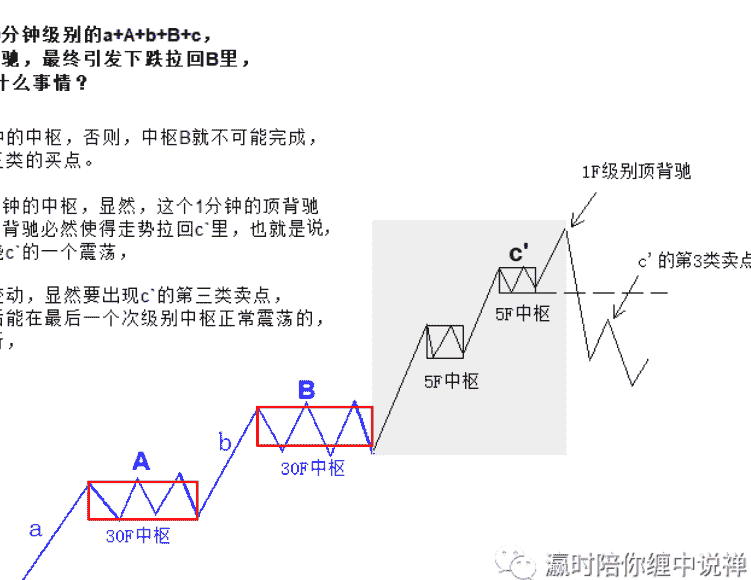 分钟级别的a+A+b+B+c，
驰，最终引发下跌拉回B里，
什么事情？
中的中枢，否则，中枢B就不可能完成，
三类的买点。
钟的中枢，显然，这个1分钟的顶背驰
背驰必然使得走势拉回c`里，也就是说，
c`的一个震荡，
变动，显然要出现c`的第三类卖点，
后能在最后一个次级别中枢正常震荡的，
1F级别顶背驰
c'
c'的第3类卖点
5F中枢
5F中枢
B
b
30F中枢
A
a
30F中枢
瀛时陪你缠中说禅